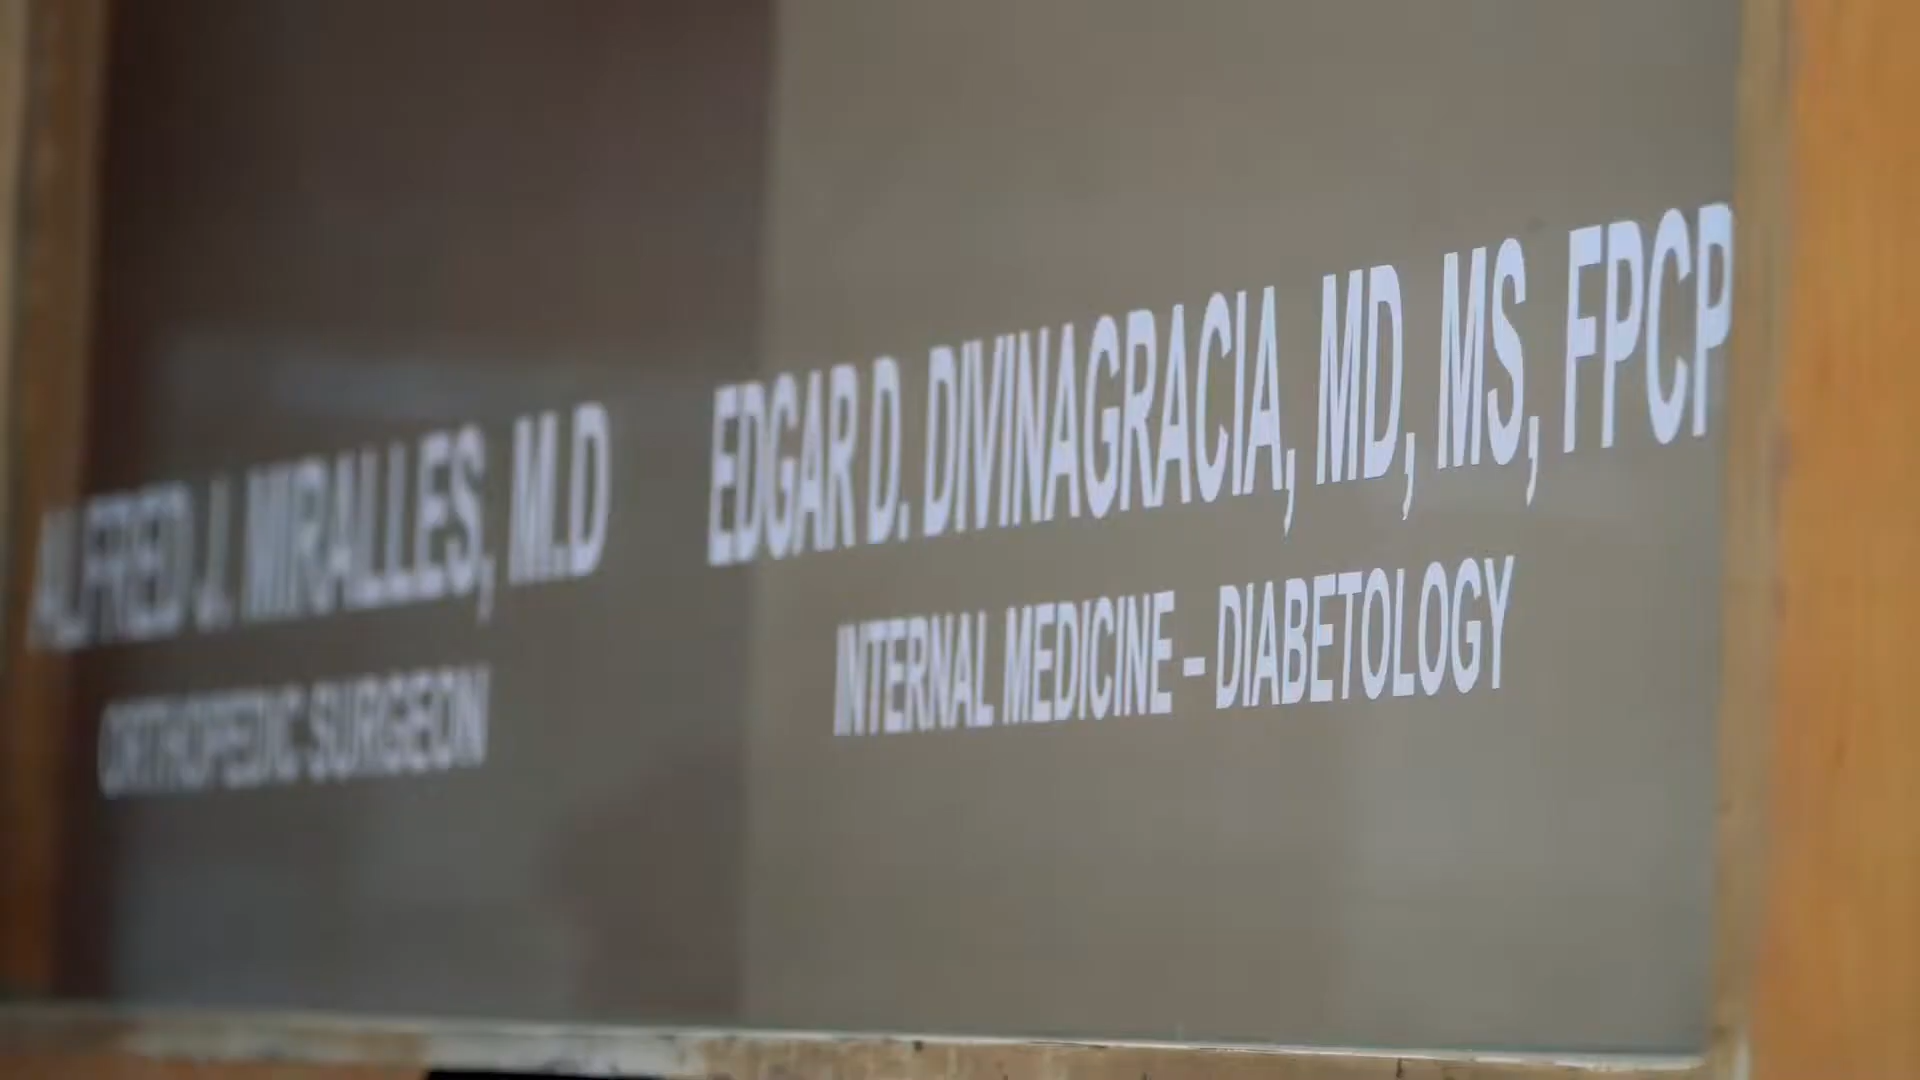 ALFRED J. MIRALLES, M.D
ORTHOPEDIC SURGEON
EDGAR D. DIVINAGRACIA, MD, MS, FPCP
INTERNAL MEDICINE – DIABETOLOGY